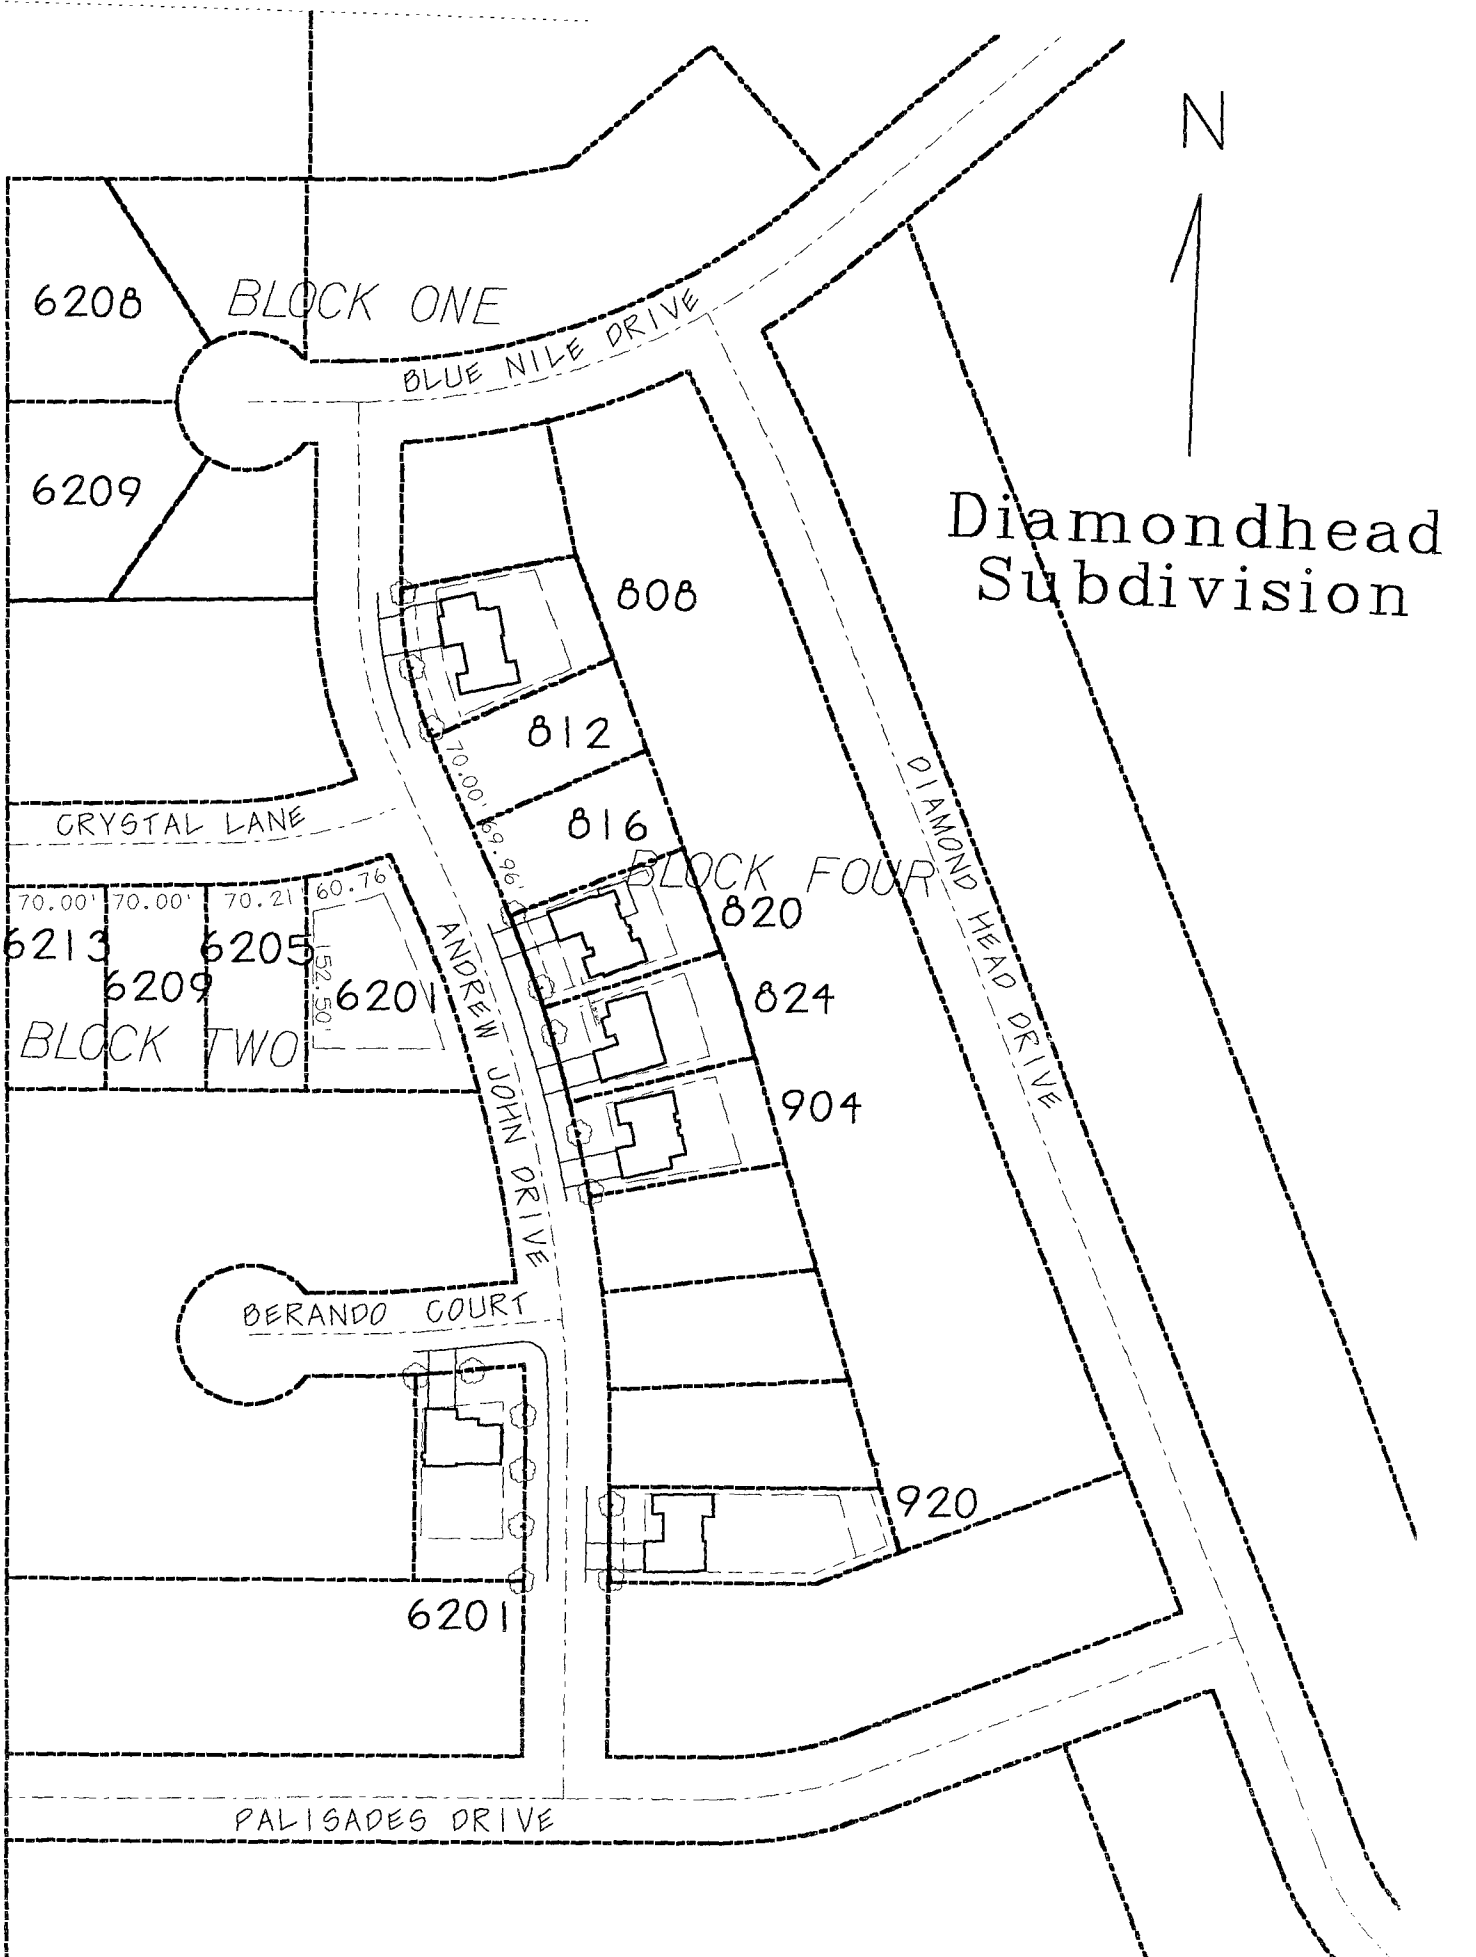 N
6208
BLOCK ONE
BLUE NILE DRIVE
6209
Diamondhead
Subdivision
808
812
70.00'
DIAMOND HEAD DRIVE
CRYSTAL LANE
816
69.96'
BLOCK FOUR
70.00'
70.00'
70.21
60.76
6213
6209
6205
152.50'
6201
820
ANDREW JOHN DRIVE
824
BLOCK TWO
904
BERANDO COURT
920
6201
PALISADES DRIVE